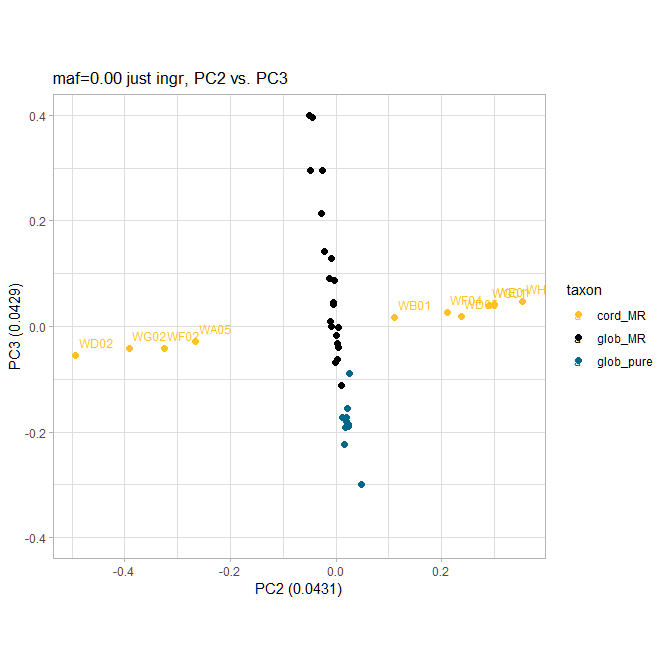 maf=0.00 just ingr, PC2 vs. PC3
0.4
0.2
0.0
-0.2
-0.4
PC3 (0.0429)
WH
WB01
WF04
WA05
WG02
WF02
WD02
-0.4
-0.2
0.0
0.2
PC2 (0.0431)
taxon
cord_MR
glob_MR
glob_pure